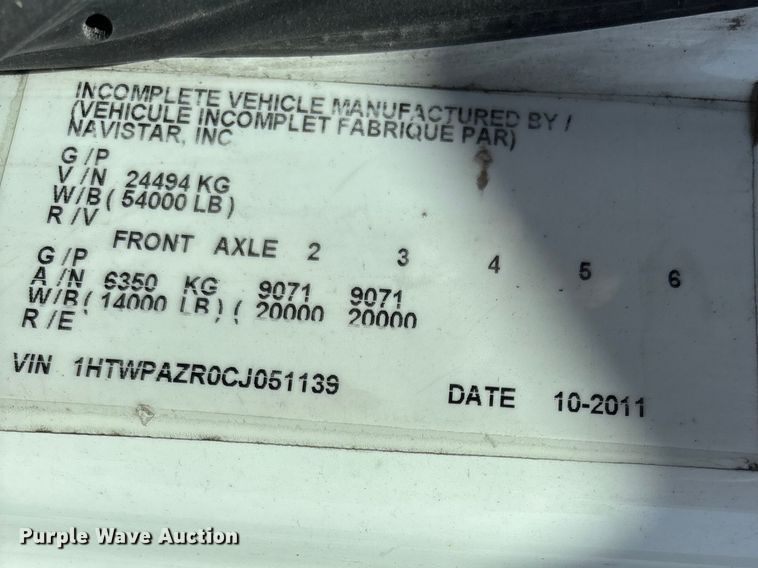 INCOMPLETE VEHICLE MANUFACTURED BY /
(VEHICULE INCOMPLET FABRIQUE PAR)
NAVISTAR, INC
G /P
V /N 24494 KG
W/B ( 54000 LB )
R /V
FRONT AXLE 2 3 4 5 6
G /P
A /N 6350 KG 9071 9071
W/B ( 14000 LB ) ( 20000 20000
R /E
VIN 1HTWPAZR0CJ051139 DATE 10-2011
Purple Wave Auction